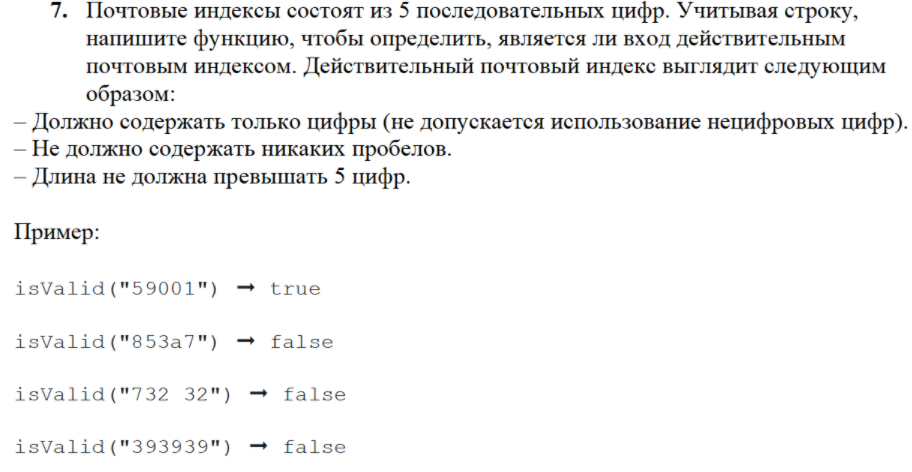 7. Почтовые индексы состоят из 5 последовательных цифр. Учитывая строку,
напишите функцию, чтобы определить, является ли вход действительным
почтовым индексом. Действительный почтовый индекс выглядит следующим
образом:
– Должно содержать только цифры (не допускается использование нецифровых цифр).
– Не должно содержать никаких пробелов.
– Длина не должна превышать 5 цифр.
Пример:
isValid("59001") ➞ true
isValid("853a7") ➞ false
isValid("732 32") ➞ false
isValid("393939") ➞ false